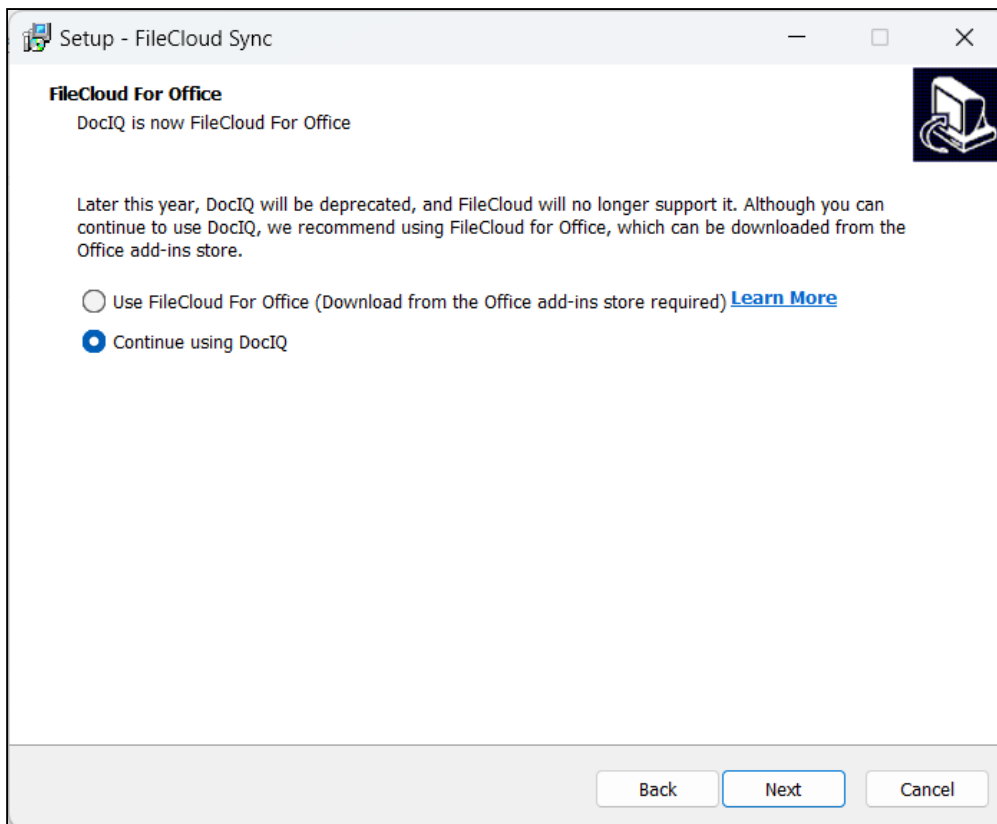 Setup - FileCloud Sync
FileCloud For Office
DocIQ is now FileCloud For Office
Later this year, DocIQ will be deprecated, and FileCloud will no longer support it. Although you can
continue to use DocIQ, we recommend using FileCloud for Office, which can be downloaded from the
Office add-ins store.
Use FileCloud For Office (Download from the Office add-ins store required) Learn More
Continue using DocIQ
Back Next Cancel